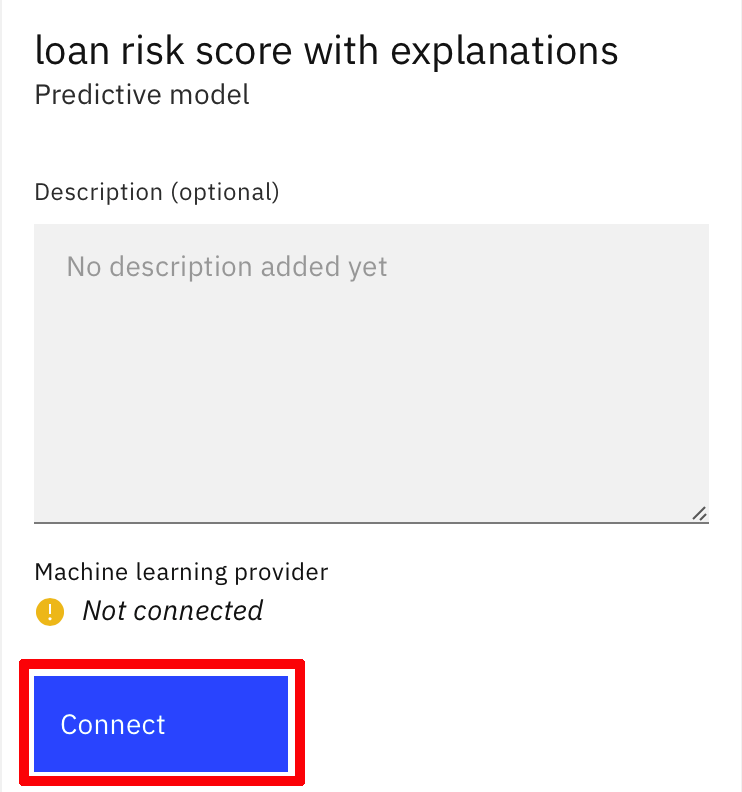 loan risk score with explanations
Predictive model
Description (optional)
No description added yet
Machine learning provider
Not connected
Connect